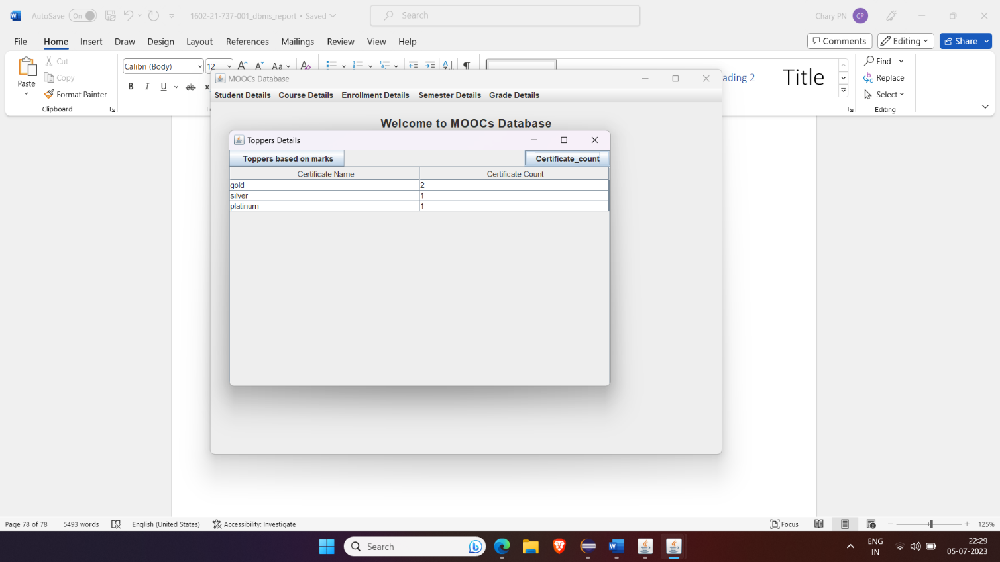 AutoSave On 1602-21-737-001_dbms_report • Saved Search Chary PN CP
File Home Insert Draw Design Layout References Mailings Review View Help Comments Editing Share
Paste Cut Copy Format Painter Clipboard
Calibri (Body) 12 A A Aa A
B I U ab x
ading 2 Title
Find Replace Select Editing
MOOCs Database
Student Details Course Details Enrollment Details Semester Details Grade Details
Welcome to MOOCs Database
Toppers Details
Toppers based on marks Certificate_count
Certificate Name Certificate Count
gold 2
silver 1
platinum 1
Page 78 of 78 5493 words English (United States) Accessibility: Investigate Focus 125%
Search ENG IN 22:29 05-07-2023